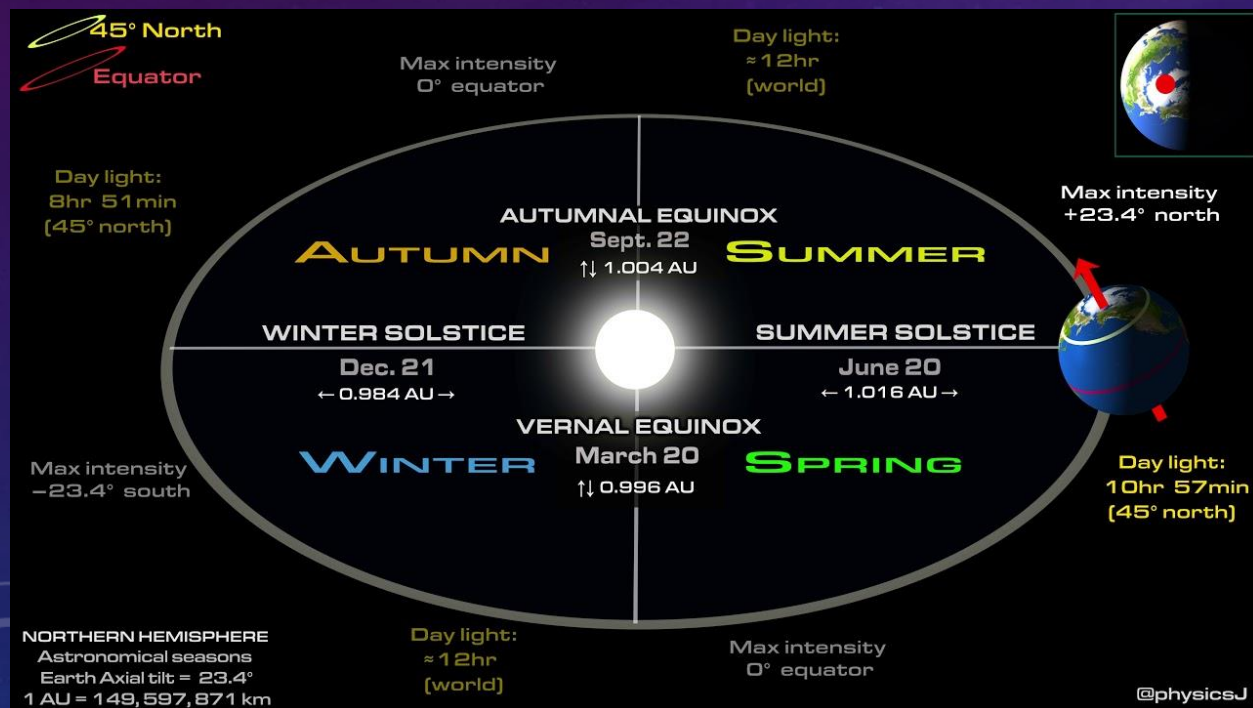 45° North
Equator
Max intensity
0° equator
Day light:
≈12hr
(world)
Day light:
8hr 51min
(45° north)
Max intensity
+23.4° north
AUTUMNAL EQUINOX
Sept. 22
↑↓ 1.004 AU
AUTUMN
SUMMER
WINTER SOLSTICE
Dec. 21
← 0.984 AU →
SUMMER SOLSTICE
June 20
← 1.016 AU →
VERNAL EQUINOX
March 20
↑↓ 0.996 AU
WINTER
SPRING
Max intensity
−23.4° south
Day light:
10hr 57min
(45° north)
NORTHERN HEMISPHERE
Astronomical seasons
Earth Axial tilt = 23.4°
1 AU = 149,597,871 km
Day light:
≈12hr
(world)
Max intensity
0° equator
@physicsJ